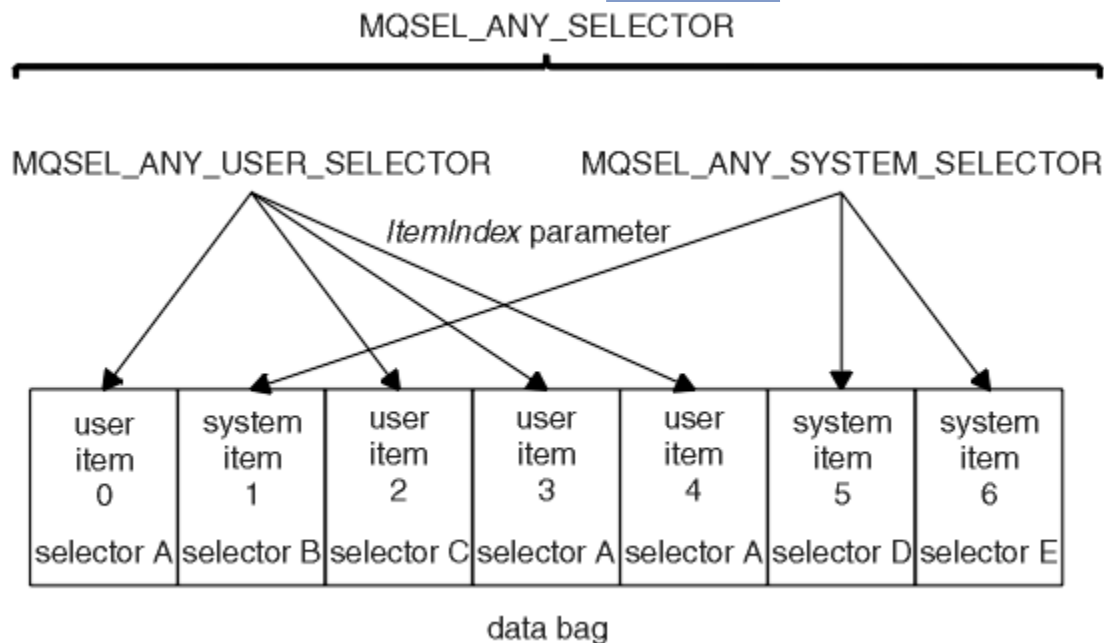 MQSEL_ANY_SELECTOR
MQSEL_ANY_USER_SELECTOR
MQSEL_ANY_SYSTEM_SELECTOR
ItemIndex parameter
user item 0 selector A
system item 1 selector B
user item 2 selector C
user item 3 selector A
user item 4 selector A
system item 5 selector D
system item 6 selector E
data bag